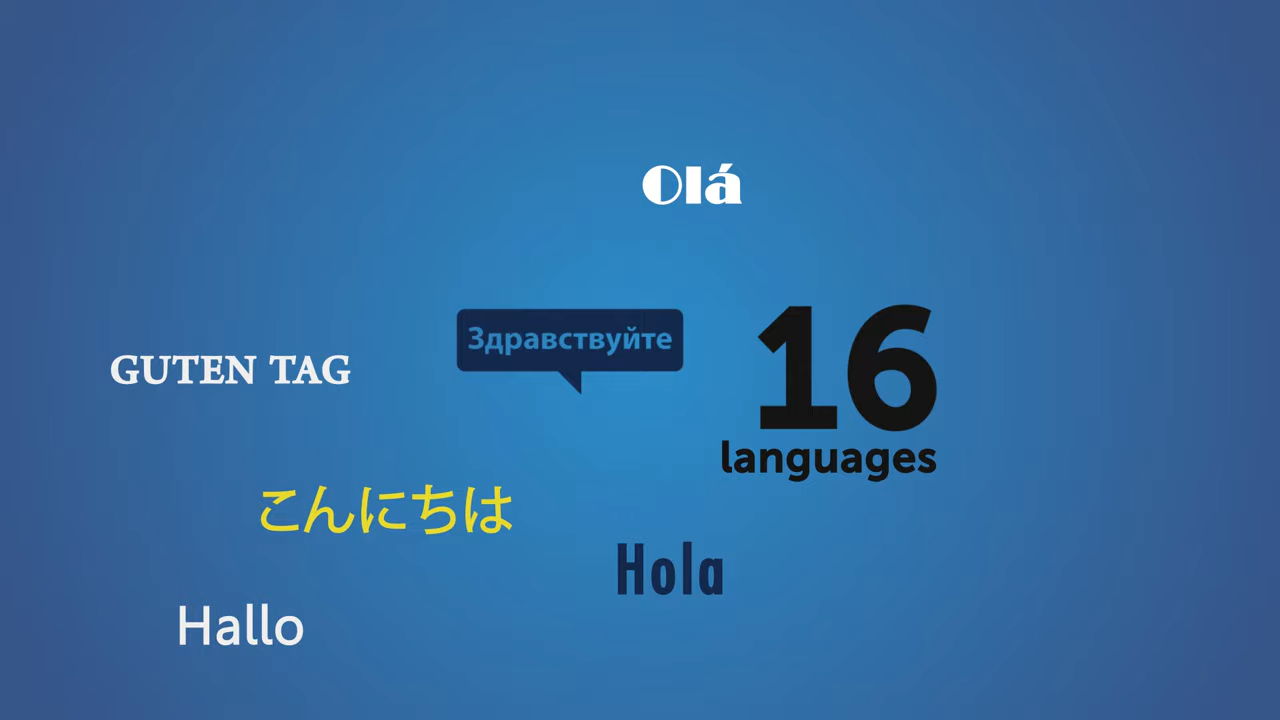 Olá
Здравствуйте
16
languages
GUTEN TAG
こんにちは
Hola
Hallo